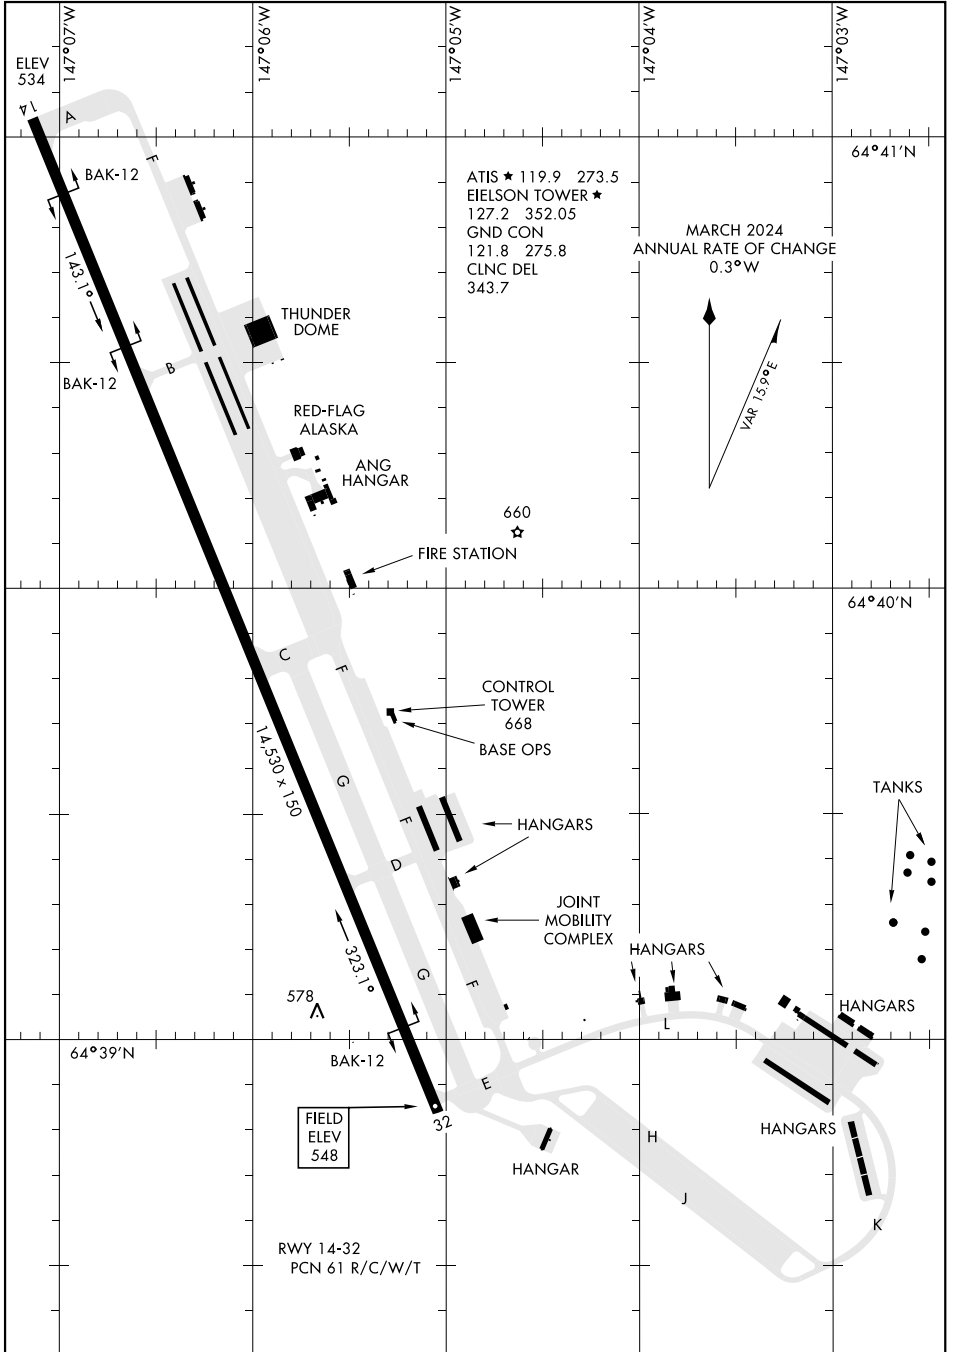 147°07'W
147°06'W
147°05'W
147°04'W
147°03'W
ELEV
534
14
A
64°41'N
F
BAK-12
ATIS ★ 119.9 273.5
EIELSON TOWER ★
127.2 352.05
GND CON
121.8 275.8
CLNC DEL
343.7
MARCH 2024
ANNUAL RATE OF CHANGE
0.3°W
143.1°
THUNDER
DOME
VAR 15.9°E
B
BAK-12
RED-FLAG
ALASKA
ANG
HANGAR
660
FIRE STATION
64°40'N
C
F
CONTROL
TOWER
668
BASE OPS
14,530 x 150
G
TANKS
F
HANGARS
D
JOINT
MOBILITY
COMPLEX
323.1°
HANGARS
G
F
578
HANGARS
L
64°39'N
BAK-12
E
FIELD
ELEV
548
32
HANGARS
H
HANGAR
J
K
RWY 14-32
PCN 61 R/C/W/T